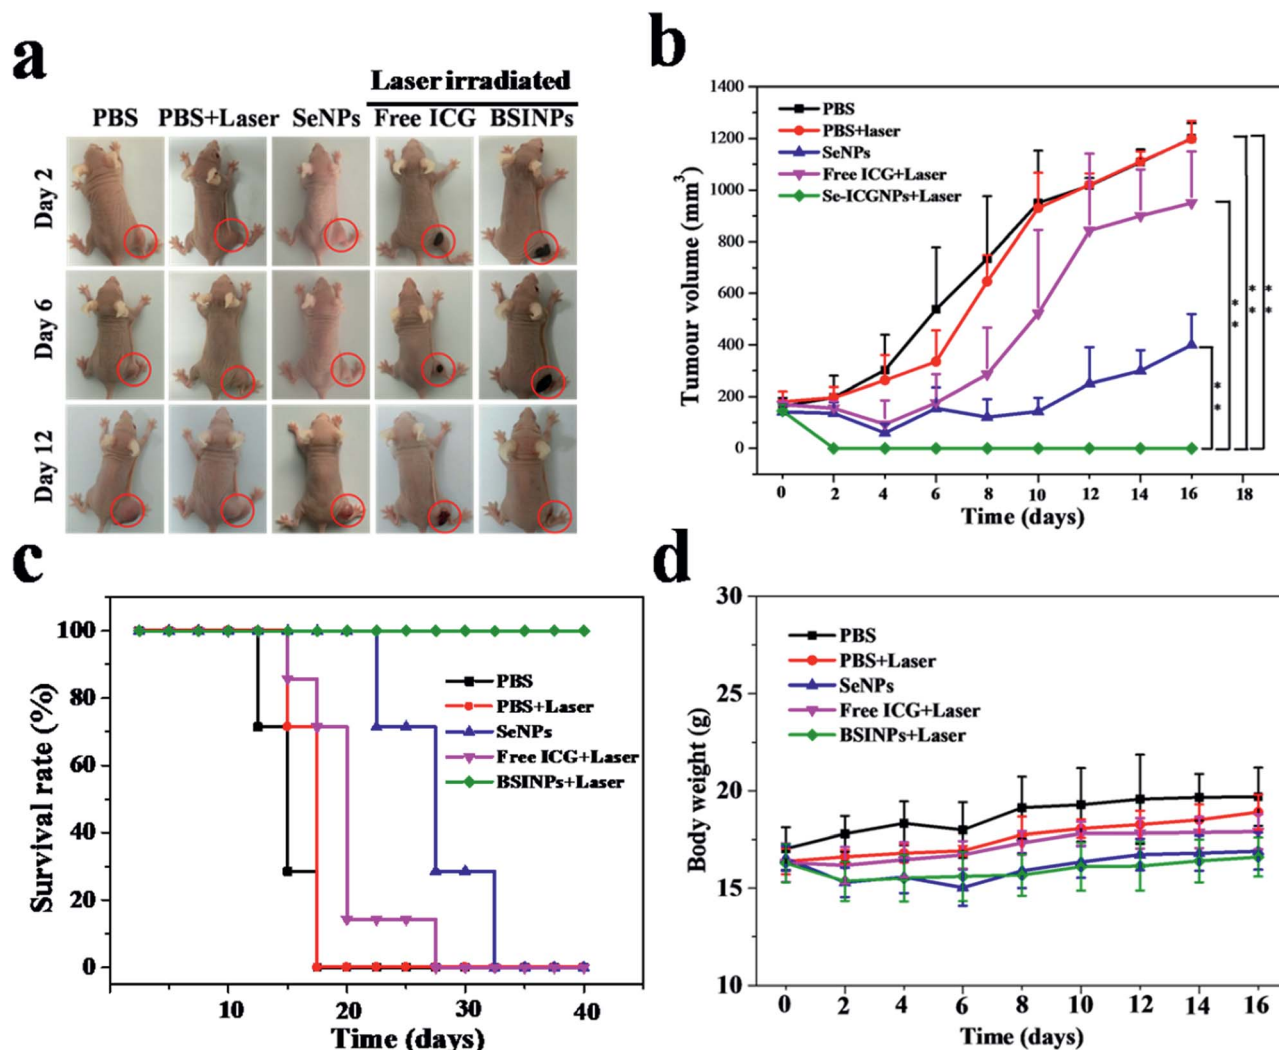 a
Laser irradiated
PBS PBS+Laser SeNPs Free ICG BSINPs
Day 2
Day 6
Day 12
b
Tumour volume (mm³)
1400
1200
1000
800
600
400
200
0
PBS
PBS+laser
SeNPs
Free ICG+Laser
Se-ICGNPs+Laser
**
**
**
**
0 2 4 6 8 10 12 14 16 18
Time (days)
c
Survival rate (%)
100
80
60
40
20
0
PBS
PBS+Laser
SeNPs
Free ICG+Laser
BSINPs+Laser
10 20 30 40
Time (days)
d
Body weight (g)
30
25
20
15
10
PBS
PBS+Laser
SeNPs
Free ICG+Laser
BSINPs+Laser
0 2 4 6 8 10 12 14 16
Time (days)